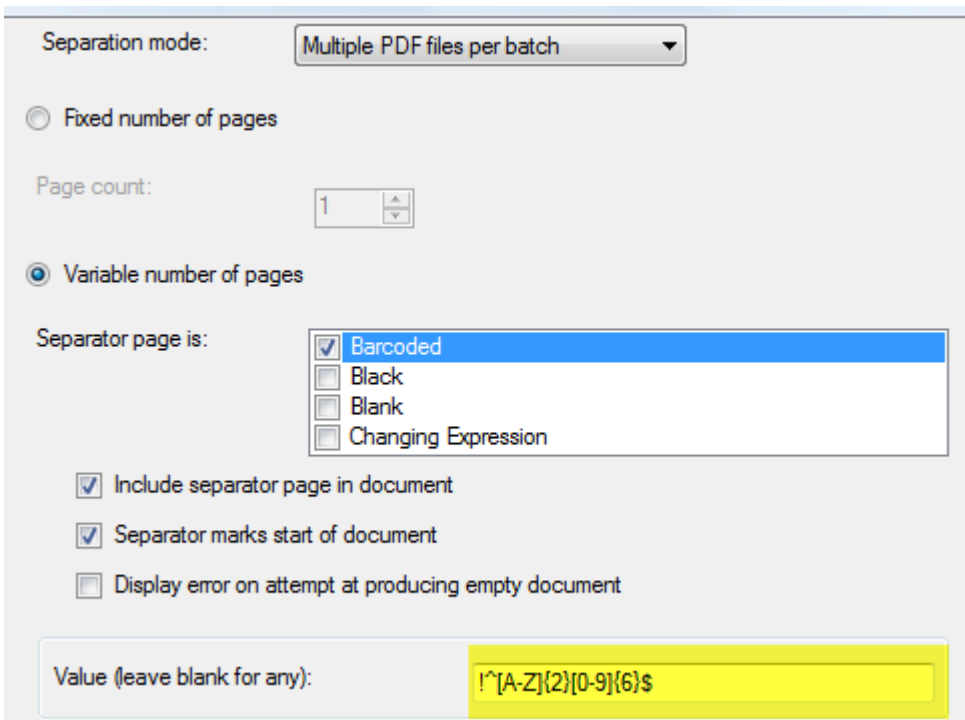 Separation mode: Multiple PDF files per batch
Fixed number of pages
Page count: 1
Variable number of pages
Separator page is: Barcoded
Black
Blank
Changing Expression
Include separator page in document
Separator marks start of document
Display error on attempt at producing empty document
Value (leave blank for any): !^[A-Z]{2}[0-9]{6}$